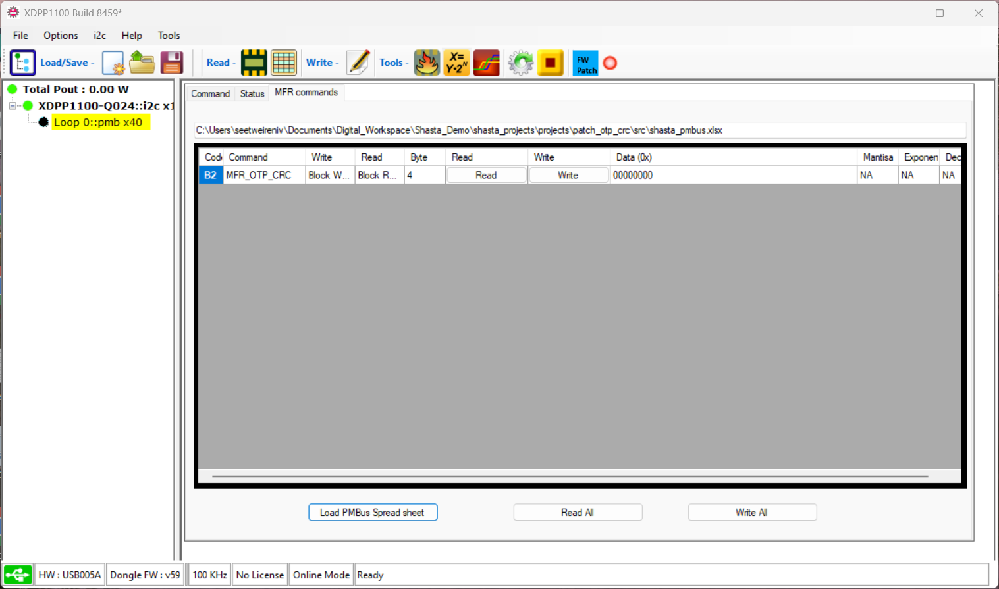 XDPP1100 Build 8459*
File Options i2c Help Tools
Load/Save - Read - Write - Tools - X= Y·2ᴺ FW Patch
Total Pout : 0.00 W
XDPP1100-Q024::i2c x1
Loop 0::pmb x40
Command Status MFR commands
C:\Users\seetweireniv\Documents\Digital_Workspace\Shasta_Demo\shasta_projects\projects\patch_otp_crc\src\shasta_pmbus.xlsx
Code Command Write Read Byte Read Write Data (0x) Mantisa Exponen Dec
B2 MFR_OTP_CRC Block W... Block R... 4 Read Write 00000000 NA NA NA
Load PMBus Spread sheet Read All Write All
HW : USB005A Dongle FW : v59 100 KHz No License Online Mode Ready